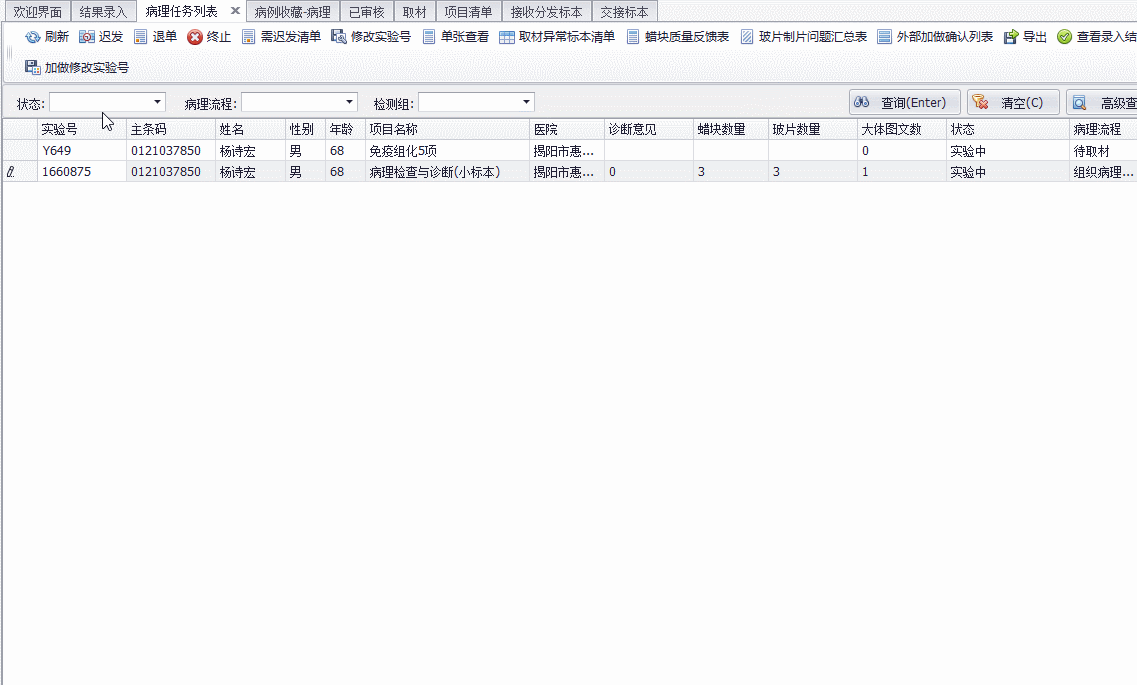 欢迎界面 结果录入 病理任务列表 病例收藏-病理 已审核 取材 项目清单 接收分发标本 交接标本
刷新 迟发 退单 终止 需迟发清单 修改实验号 单张查看 取材异常标本清单 蜡块质量反馈表 玻片制片问题汇总表 外部加做确认列表 导出 查看录入结
加做修改实验号
状态: 病理流程: 检测组: 查询(Enter) 清空(C) 高级查
实验号 主条码 姓名 性别 年龄 项目名称 医院 诊断意见 蜡块数量 玻片数量 大体图文数 状态 病理流程
Y649 0121037850 杨诗宏 男 68 免疫组化5项 揭阳市惠... 0 实验中 待取材
1660875 0121037850 杨诗宏 男 68 病理检查与诊断(小标本) 揭阳市惠... 0 3 3 1 实验中 组织病理...